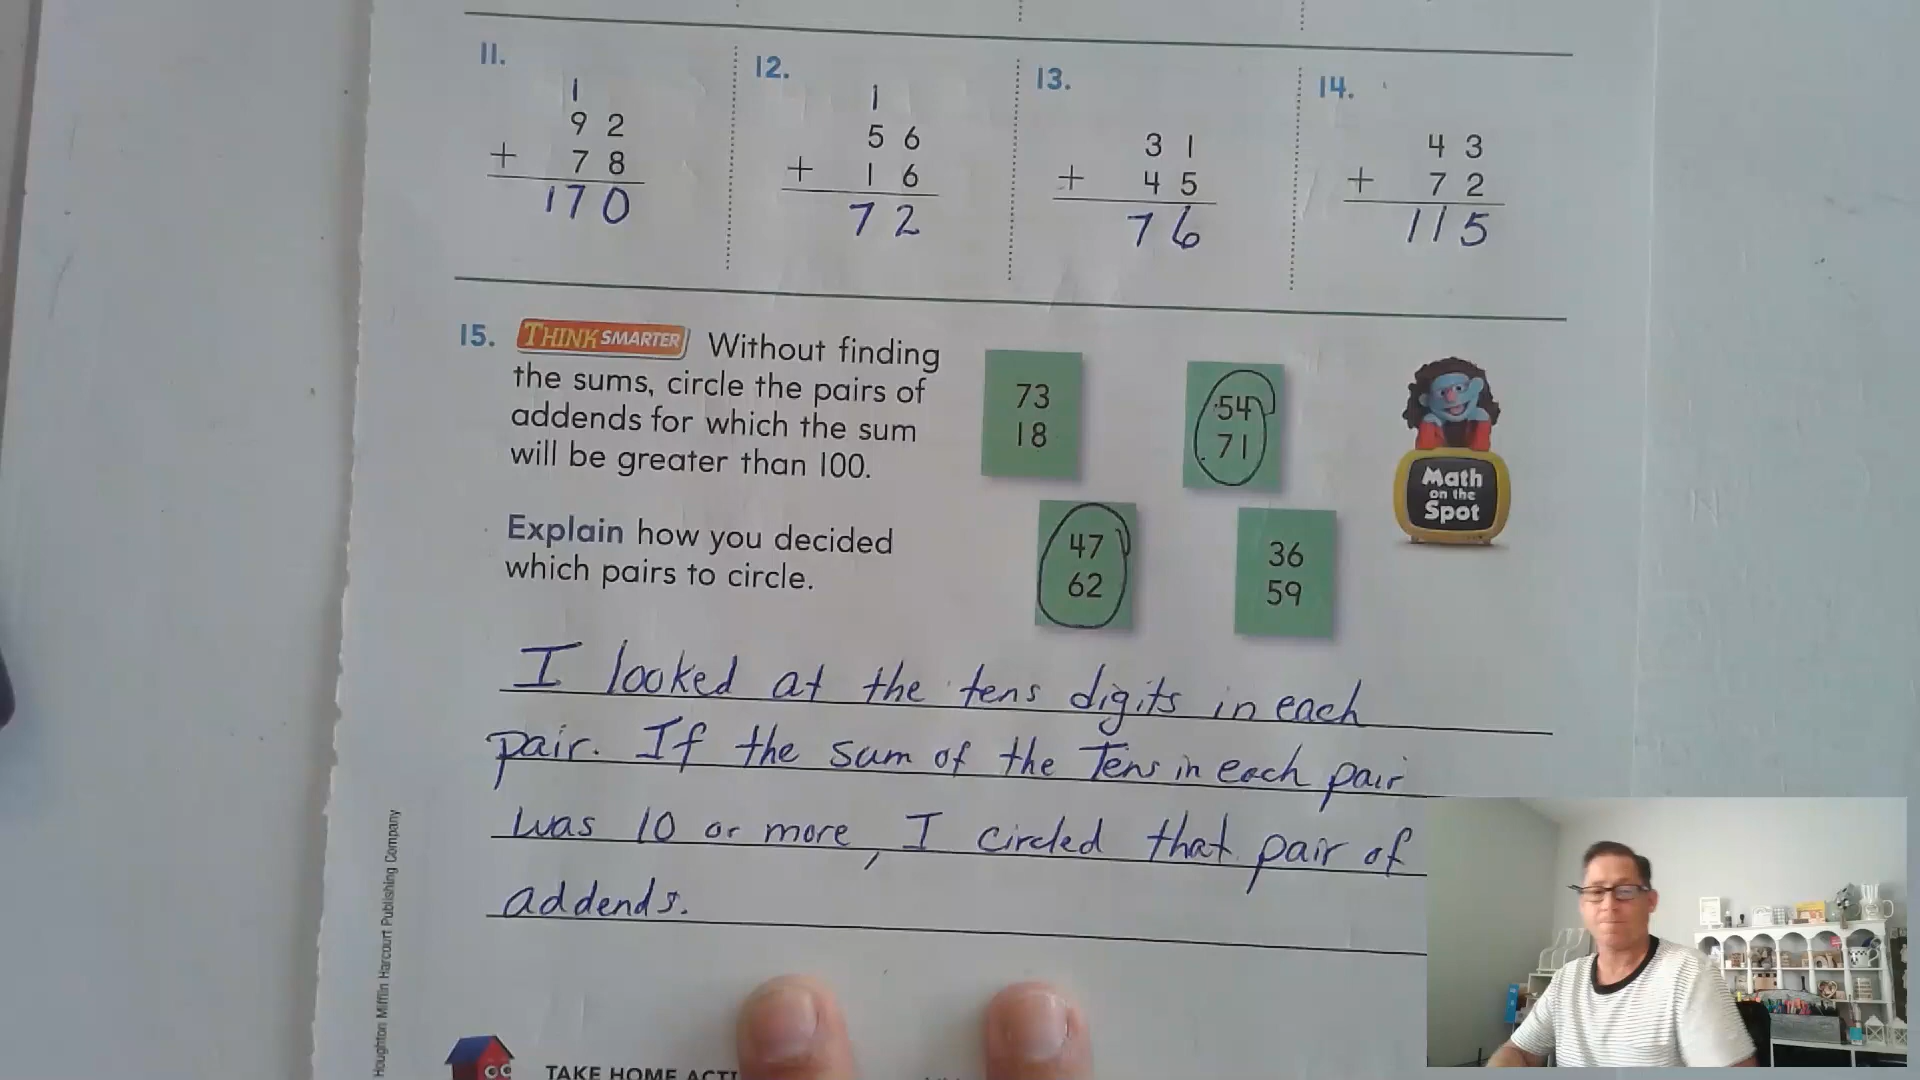 11.
1
9 2
+ 7 8
170
12.
1
5 6
+ 1 6
7 2
13.
3 1
+ 4 5
7 6
14.
4 3
+ 7 2
115
15. THINK SMARTER Without finding
the sums, circle the pairs of
addends for which the sum
will be greater than 100.
Explain how you decided
which pairs to circle.
73
18
54
71
47
62
36
59
Math
on the
Spot
I looked at the tens digits in each
pair. If the sum of the Tens in each pair
was 10 or more, I circled that pair of
addends.
Houghton Mifflin Harcourt Publishing Company
TAKE HOME